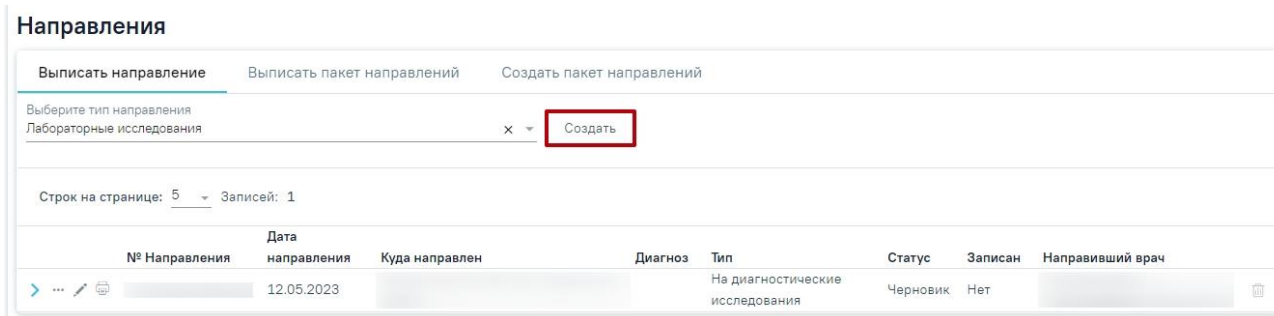 Направления
Выписать направление Выписать пакет направлений Создать пакет направлений
Выберите тип направления
Лабораторные исследования × Создать
Строк на странице: 5 Записей: 1
Дата
№ Направления направления Куда направлен Диагноз Тип Статус Записан Направивший врач
На диагностические
12.05.2023 Черновик Нет
исследования